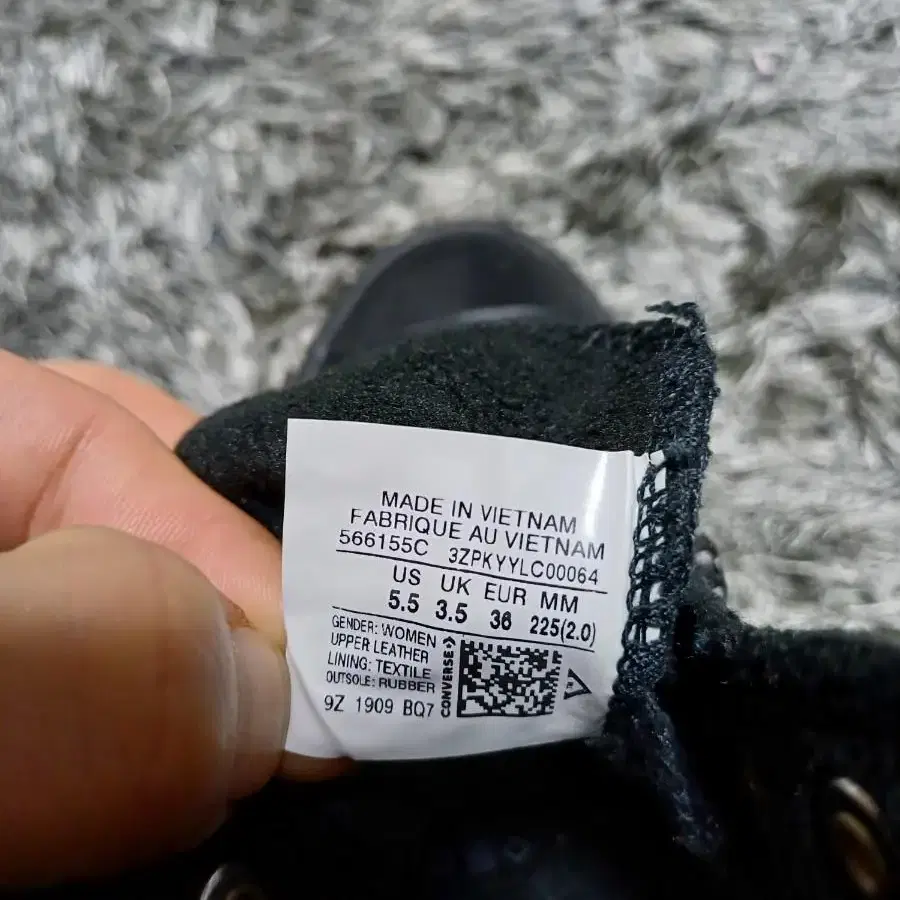 MADE IN VIETNAM
FABRIQUE AU VIETNAM
566155C 3ZPKYYLC00064
US UK EUR MM
5.5 3.5 36 225(2.0)
GENDER: WOMEN
UPPER LEATHER
LINING: TEXTILE
OUTSOLE: RUBBER
9Z 1909 BQ7
CONVERSE